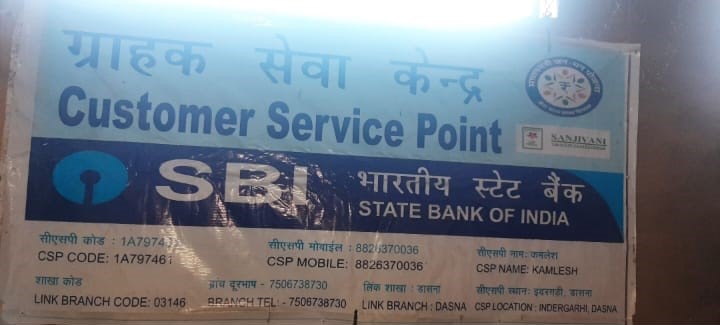 ग्राहक सेवा केन्द्र
Customer Service Point
SANJIVANI
SBI
भारतीय स्टेट बैंक
STATE BANK OF INDIA
सीएसपी कोड : 1A79746
CSP CODE: 1A797461
सीएसपी मोबाईल : 8826370036
CSP MOBILE: 8826370036
सीएसपी नाम: कमलेश
CSP NAME: KAMLESH
शाखा कोड
LINK BRANCH CODE: 03146
ब्रांच दूरभाष - 7506738730
BRANCH TEL: - 7506738730
लिंक शाखा : डासना
LINK BRANCH : DASNA
सीएसपी स्थान: इंदरगढी, डासना
CSP LOCATION : INDERGARHI, DASNA